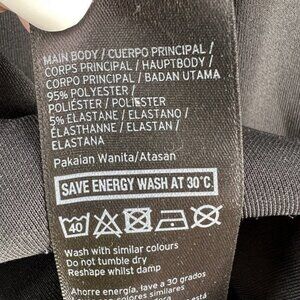 MAIN BODY / CUERPO PRINCIPAL /
CORPS PRINCIPAL / HAUPTBODY /
CORPO PRINCIPAL / BADAN UTAMA
95% POLYESTER /
POLIÉSTER / POLIESTER
5% ELASTANE / ELASTANO /
ÉLASTHANNE / ELASTAN /
ELASTANA
Pakaian Wanita/Atasan
SAVE ENERGY WASH AT 30°C
40
Wash with similar colours
Do not tumble dry
Reshape whilst damp
Ahorre energía, lave a 30 grados
colores similares